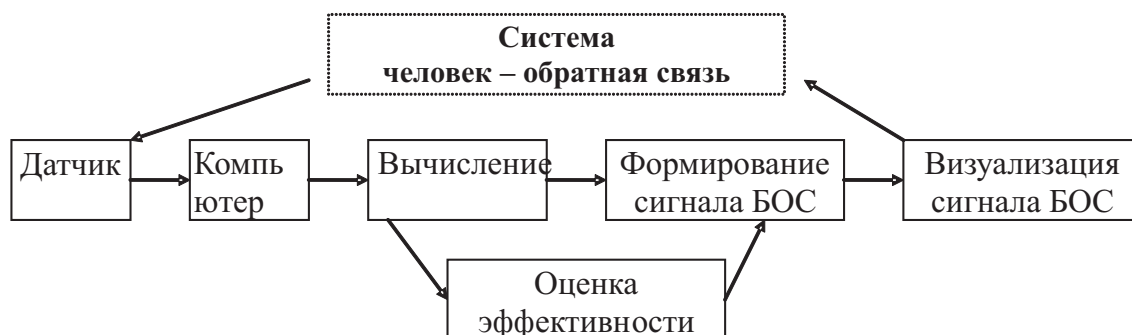 Система
человек – обратная связь
Датчик
Компь
ютер
Вычисление
Формирование
сигнала БОС
Визуализация
сигнала БОС
Оценка
эффективности